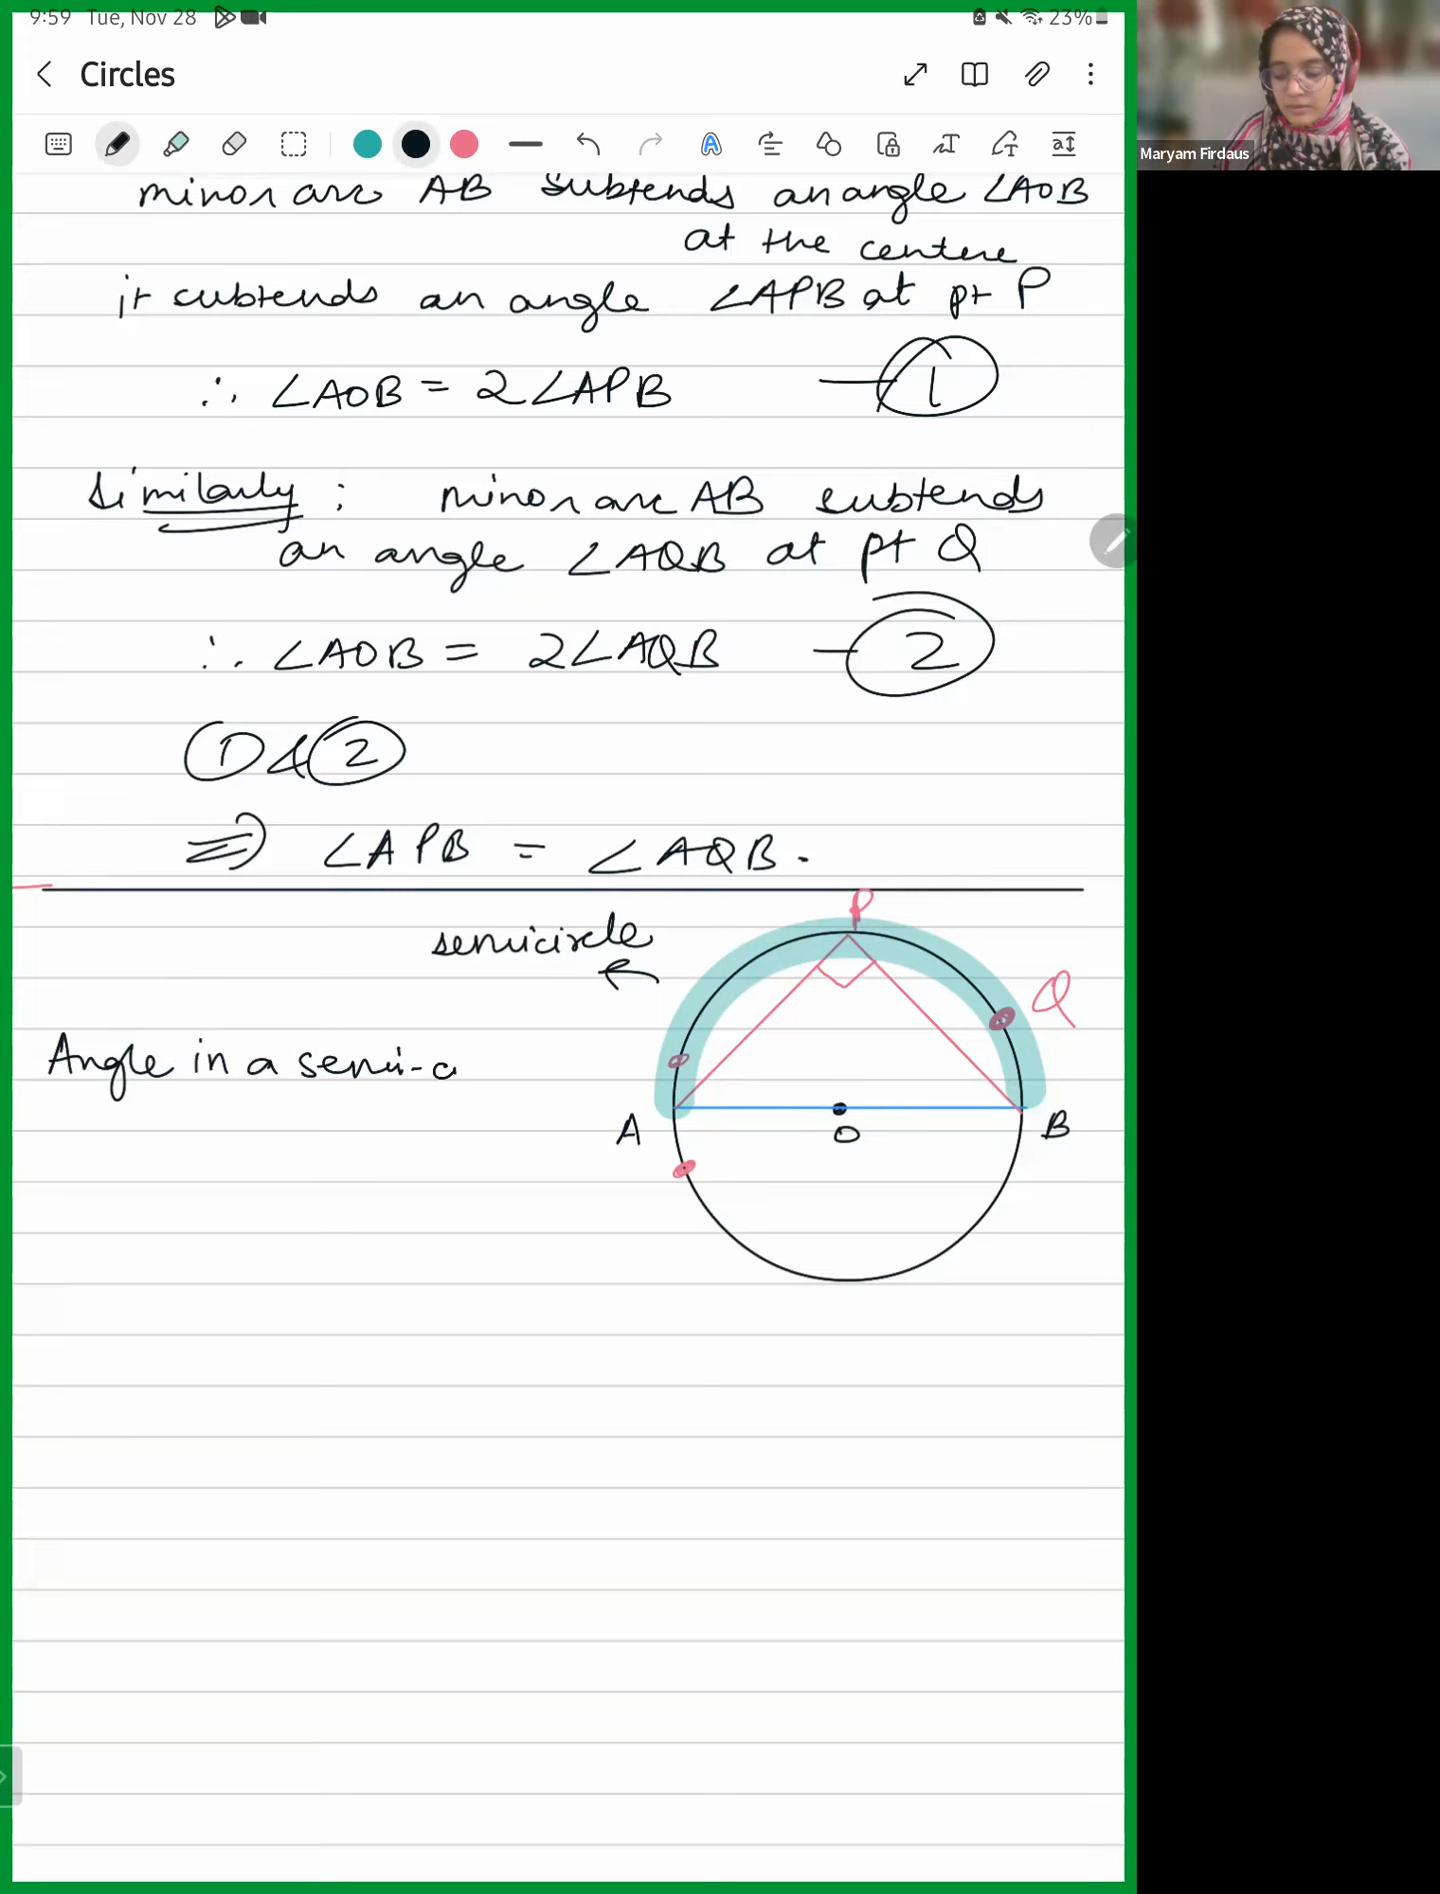 9:59 Tue, Nov 28
23%
Circles
Maryam Firdaus
minor arc AB subtends an angle ∠AOB
at the centere
it subtends an angle ∠APB at pt P
∴ ∠AOB = 2∠APB — 1
Similarly : minor arc AB subtends
an angle ∠AQB at pt Q
∴ ∠AOB = 2∠AQB — 2
1 & 2
⇒ ∠APB = ∠AQB.
semicircle
P
Q
Angle in a semi-c
A
O
B